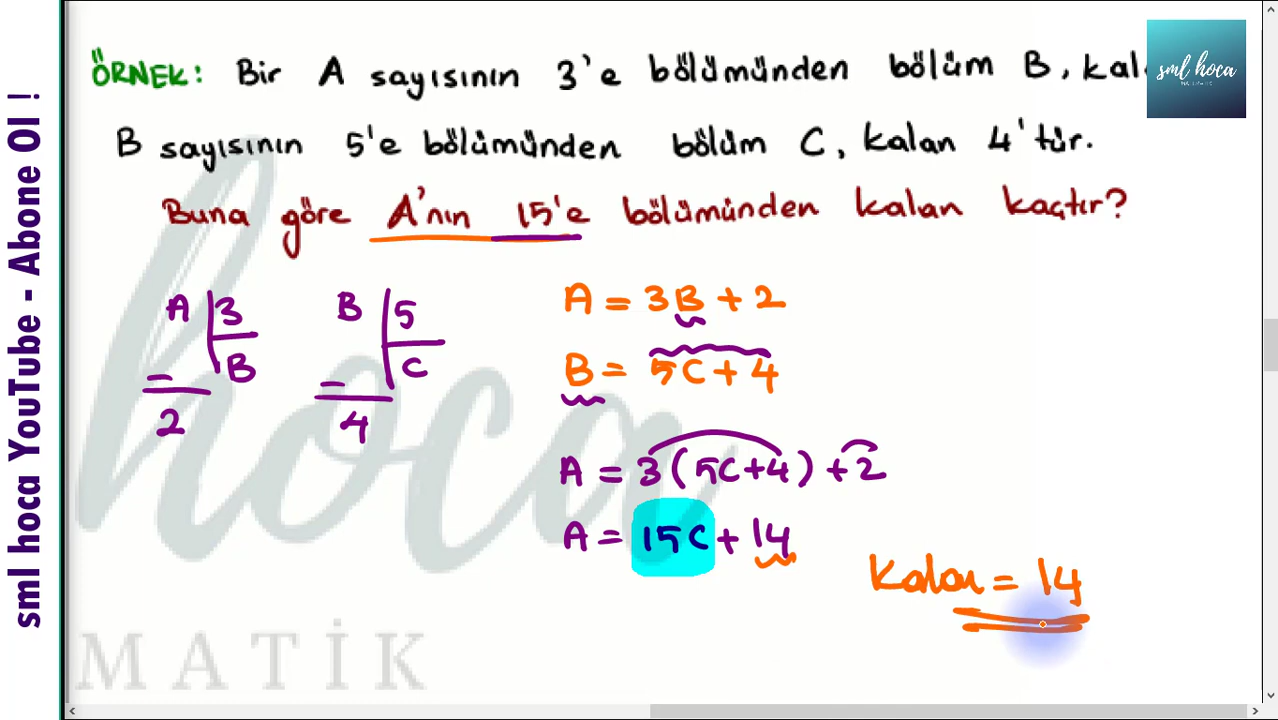 ÖRNEK: Bir A sayısının 3'e bölümünden bölüm B, kal
B sayısının 5'e bölümünden bölüm C, kalan 4'tür.
Buna göre A'nın 15'e bölümünden kalan kaçtır?
A 3
B
2
B 5
C
4
A = 3B + 2
B = 5C + 4
A = 3(5C+4) + 2
A = 15C + 14
Kalan = 14
sml hoca YouTube - Abone Ol !
sml hoca
hoca
MATİK